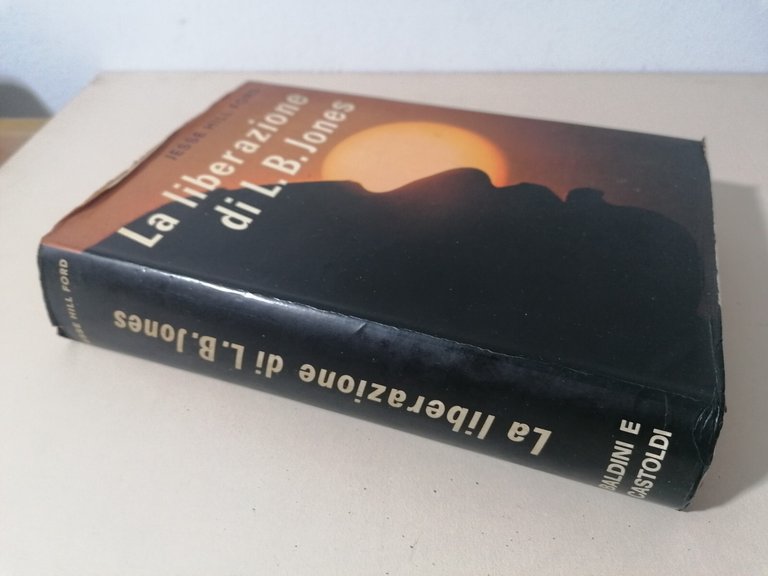 JESSE HILL FORD
La liberazione
di L. B. Jones
JESSE HILL FORD
La liberazione di L.B. Jones
BALDINI E
CASTOLDI